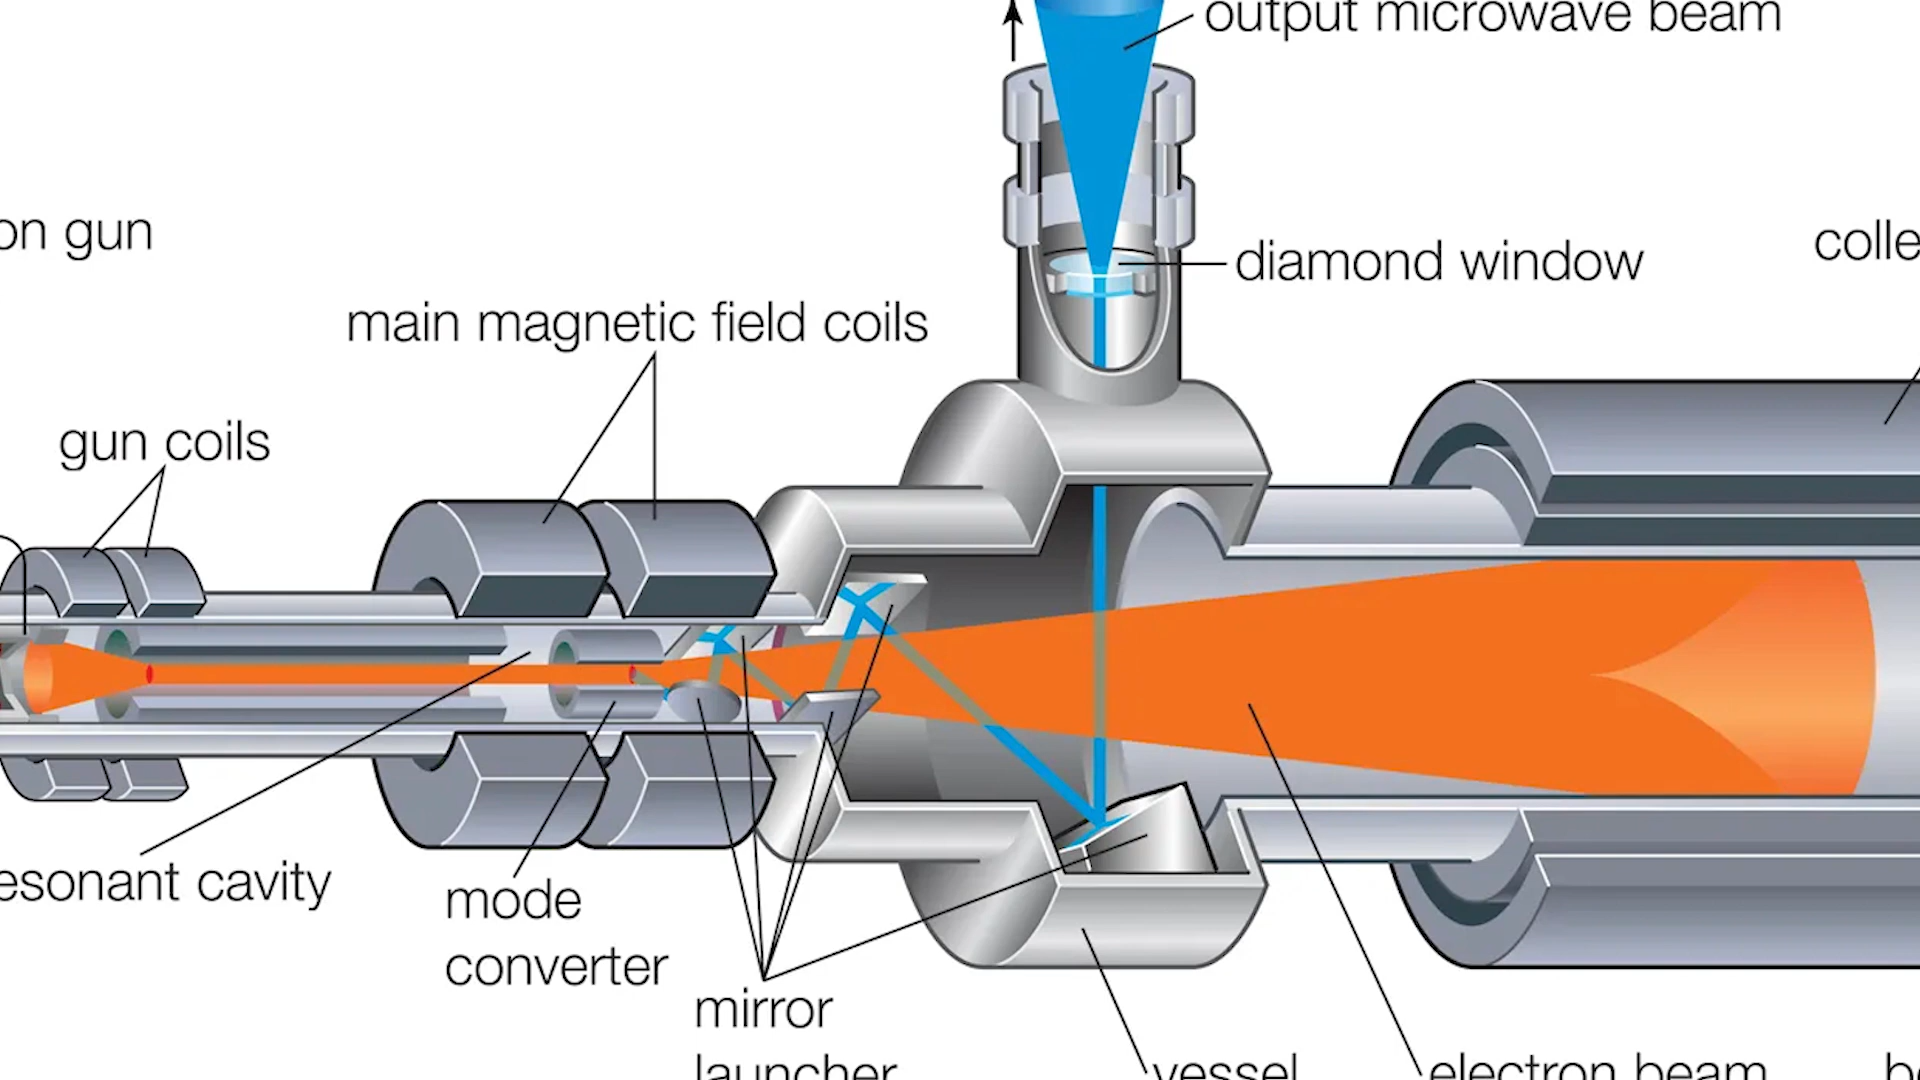 output microwave beam
on gun
diamond window
colle
main magnetic field coils
gun coils
esonant cavity
mode
converter
mirror
launcher
vessel
electron beam